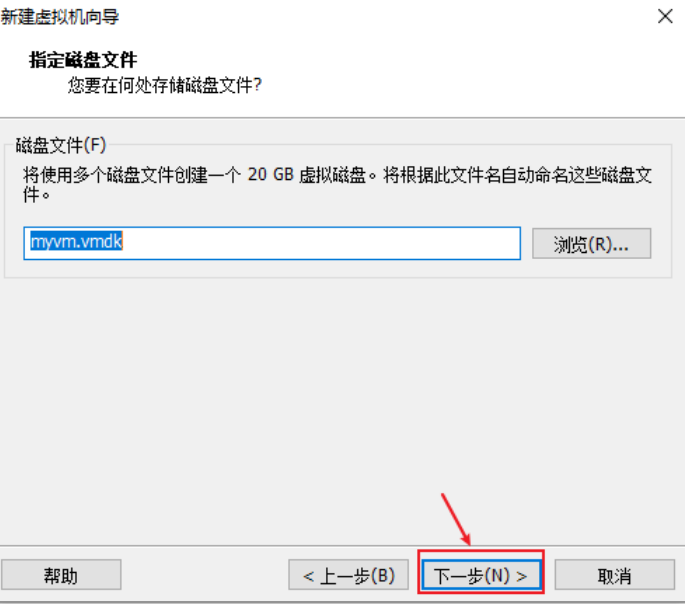 新建虚拟机向导
指定磁盘文件
您要在何处存储磁盘文件?
磁盘文件(F)
将使用多个磁盘文件创建一个 20 GB 虚拟磁盘。将根据此文件名自动命名这些磁盘文
件。
myvm.vmdk
浏览(R)...
帮助
< 上一步(B)
下一步(N) >
取消